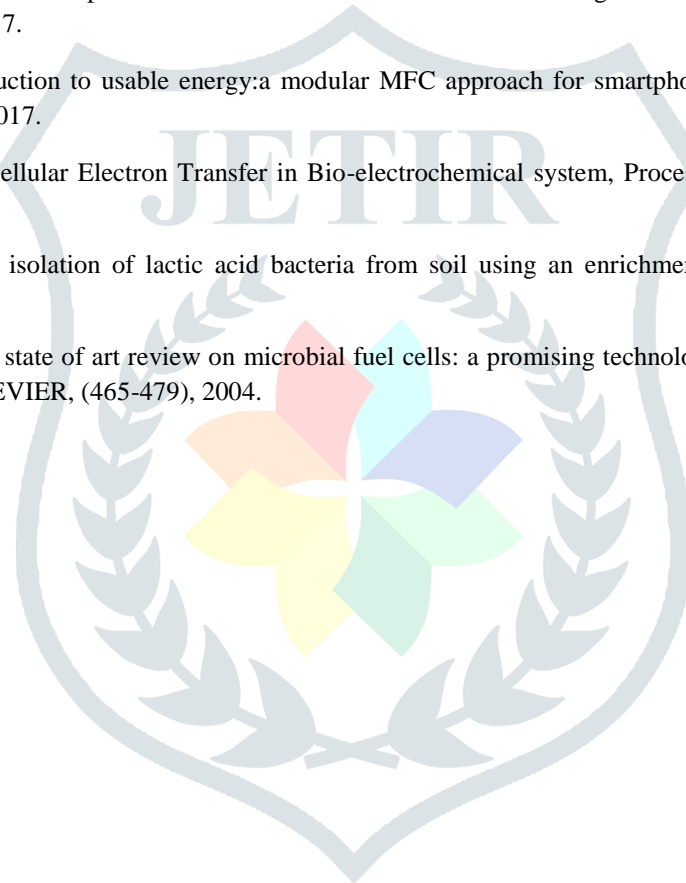 7.
uction to usable energy:a modular MFC approach for smartpho
017.
ellular Electron Transfer in Bio-electrochemical system, Proce
JETIR
isolation of lactic acid bacteria from soil using an enrichme
state of art review on microbial fuel cells: a promising technolo
EVIER, (465-479), 2004.